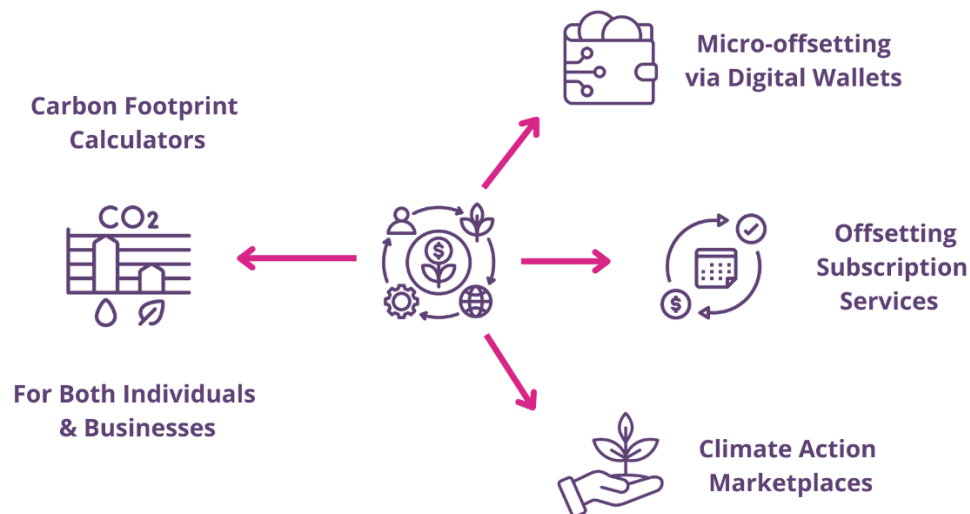 Carbon Footprint
Calculators
CO2
For Both Individuals
& Businesses
Micro-offsetting
via Digital Wallets
$
Offsetting
Subscription
Services
$
Climate Action
Marketplaces